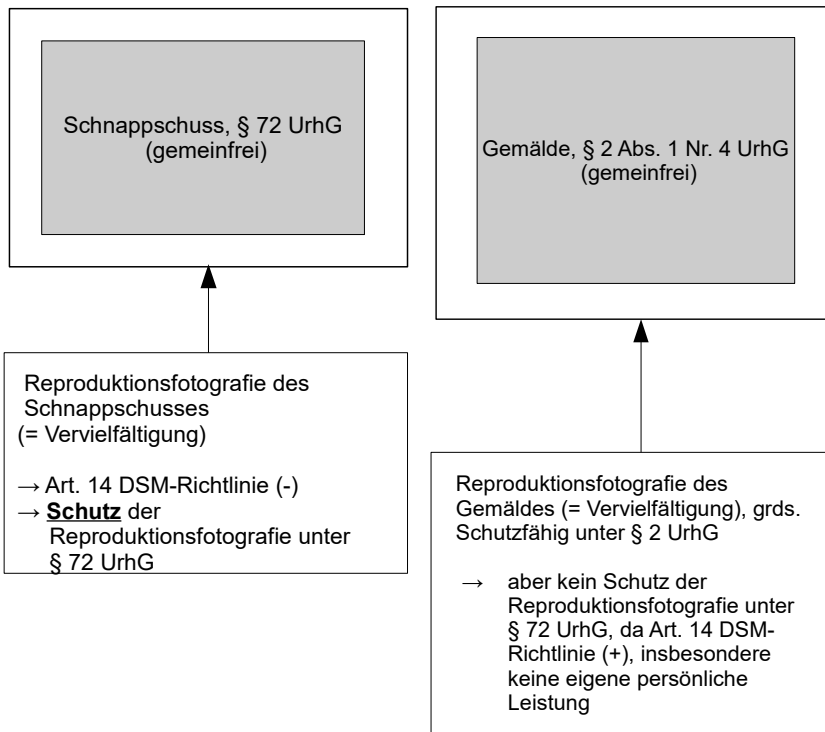 Schnappschuss, § 72 UrhG
(gemeinfrei)
Gemälde, § 2 Abs. 1 Nr. 4 UrhG
(gemeinfrei)
Reproduktionsfotografie des
Schnappschusses
(= Vervielfältigung)
→ Art. 14 DSM-Richtlinie (-)
→ Schutz der
Reproduktionsfotografie unter
§ 72 UrhG
Reproduktionsfotografie des
Gemäldes (= Vervielfältigung), grds.
Schutzfähig unter § 2 UrhG
→ aber kein Schutz der
Reproduktionsfotografie unter
§ 72 UrhG, da Art. 14 DSM-
Richtlinie (+), insbesondere
keine eigene persönliche
Leistung